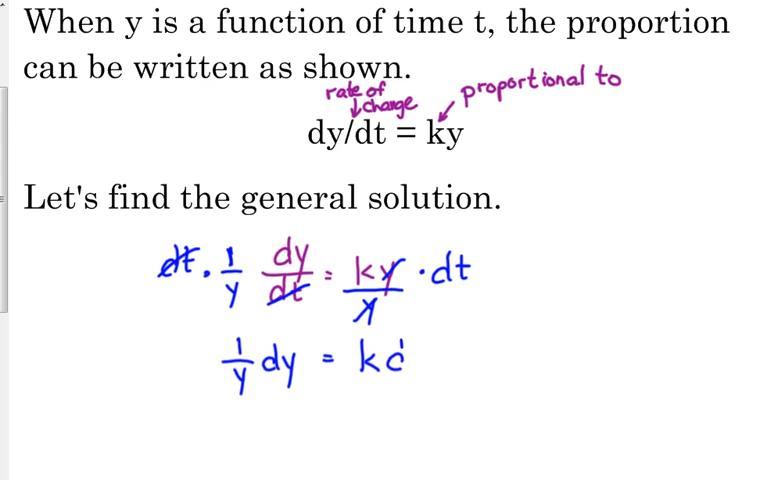 When y is a function of time t, the proportion
can be written as shown.
rate of
↓change
proportional to
dy/dt = ky
Let's find the general solution.
dt · 1/y dy/dt = ky/y · dt
1/y dy = k